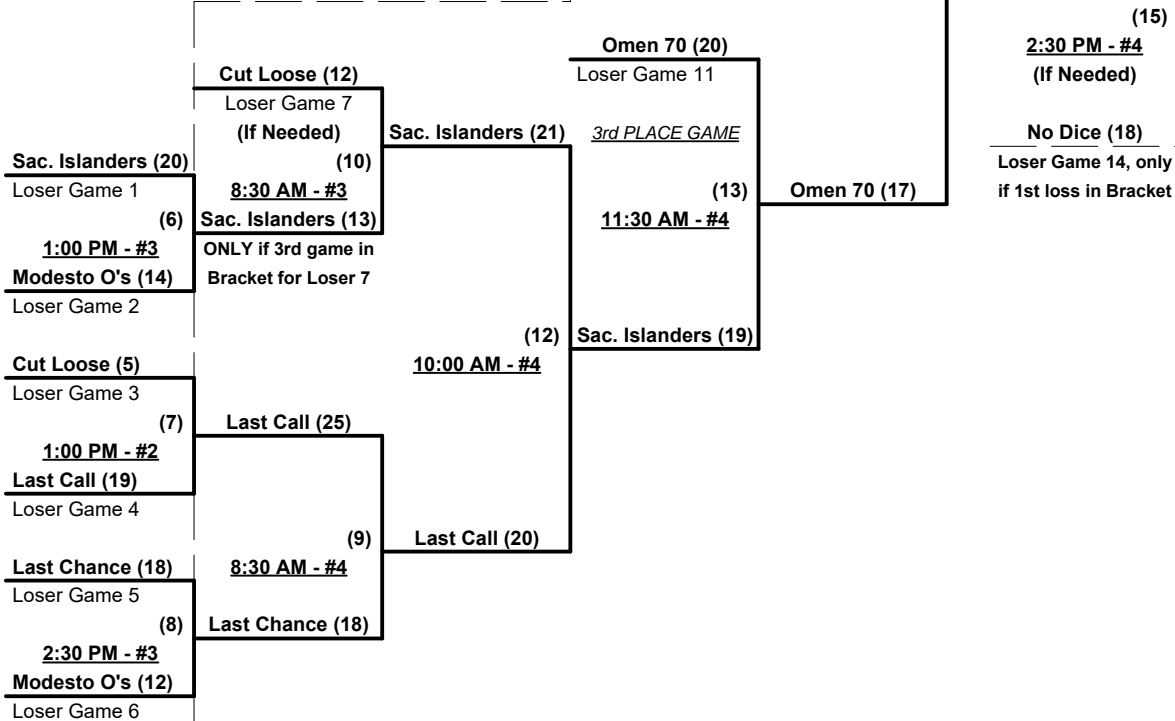 (15)
Omen 70 (20)
2:30 PM - #4
Loser Game 11
(If Needed)
Cut Loose (12)
Loser Game 7
(If Needed)
Sac. Islanders (21)
3rd PLACE GAME
No Dice (18)
Sac. Islanders (20)
(10)
Loser Game 14, only
if 1st loss in Bracket
Loser Game 1
8:30 AM - #3
(13)
Omen 70 (17)
(6)
Sac. Islanders (13)
11:30 AM - #4
1:00 PM - #3
ONLY if 3rd game in
Bracket for Loser 7
Modesto O's (14)
Loser Game 2
(12)
Sac. Islanders (19)
Cut Loose (5)
10:00 AM - #4
Loser Game 3
(7)
Last Call (25)
1:00 PM - #2
Last Call (19)
Loser Game 4
(9)
Last Call (20)
Last Chance (18)
8:30 AM - #4
Loser Game 5
(8)
Last Chance (18)
2:30 PM - #3
Modesto O's (12)
Loser Game 6